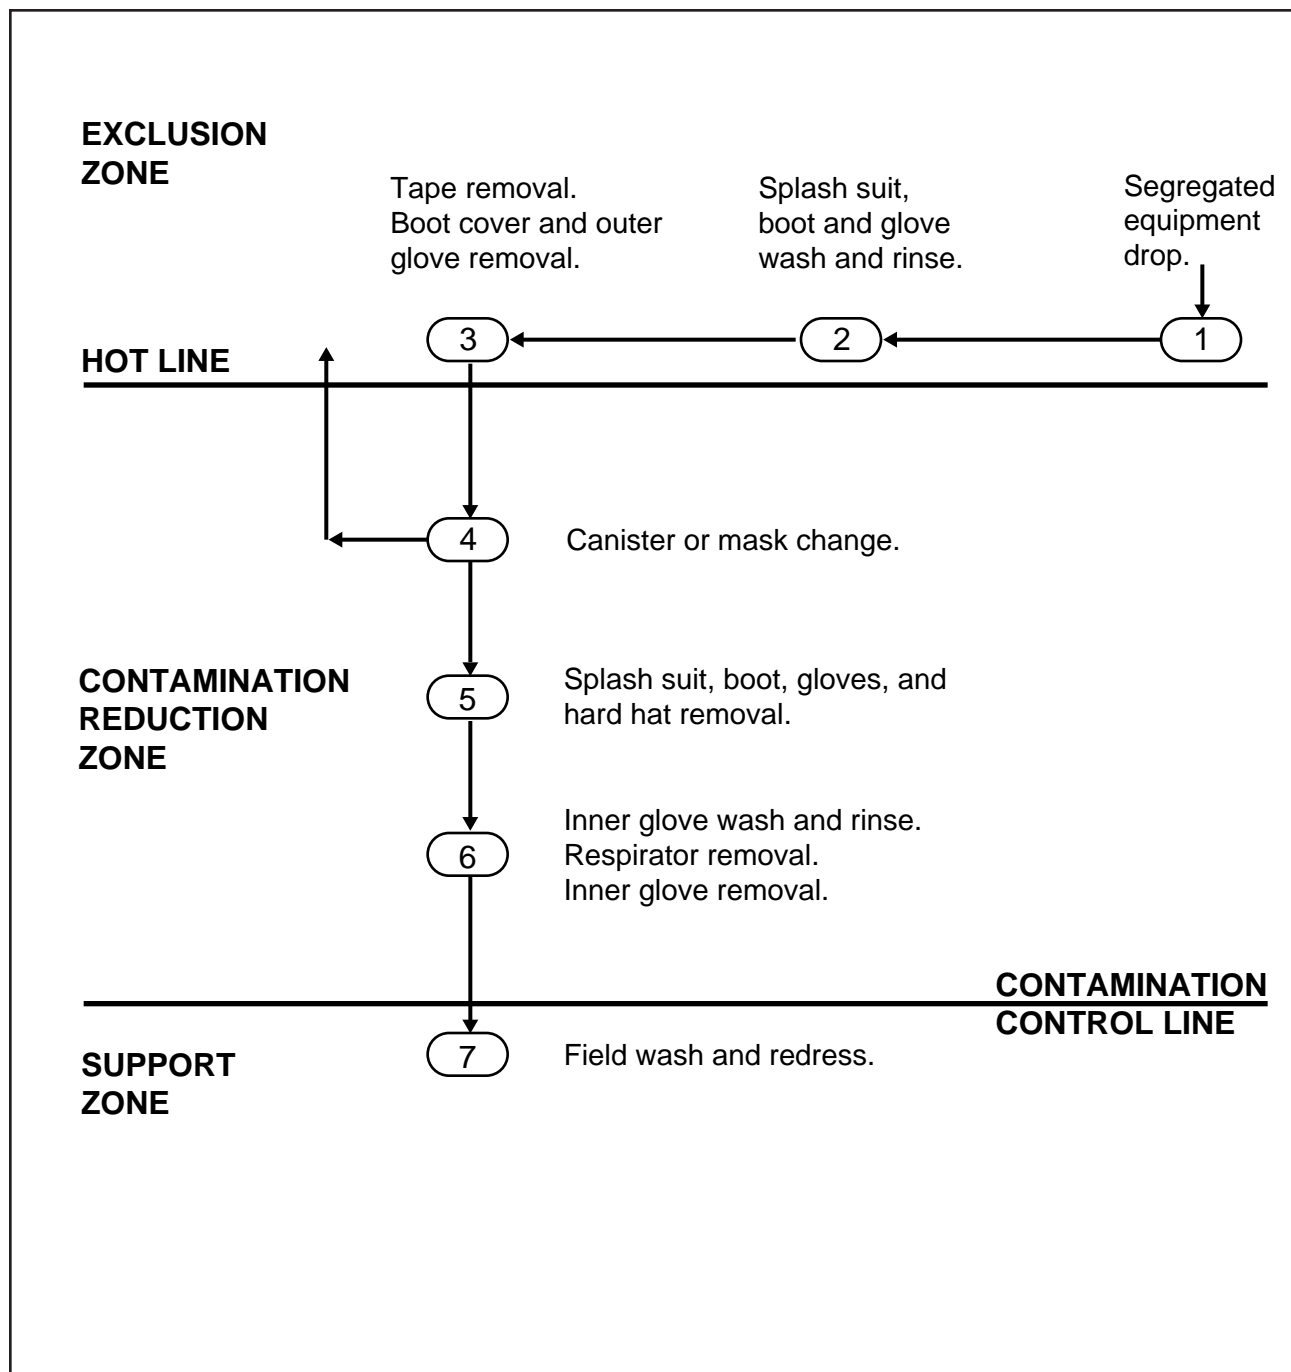 EXCLUSION
ZONE
Tape removal.
Boot cover and outer
glove removal.
Splash suit,
boot and glove
wash and rinse.
Segregated
equipment
drop.
3
2
1
HOT LINE
4
Canister or mask change.
CONTAMINATION
REDUCTION
ZONE
5
Splash suit, boot, gloves, and
hard hat removal.
6
Inner glove wash and rinse.
Respirator removal.
Inner glove removal.
CONTAMINATION
CONTROL LINE
SUPPORT
ZONE
7
Field wash and redress.